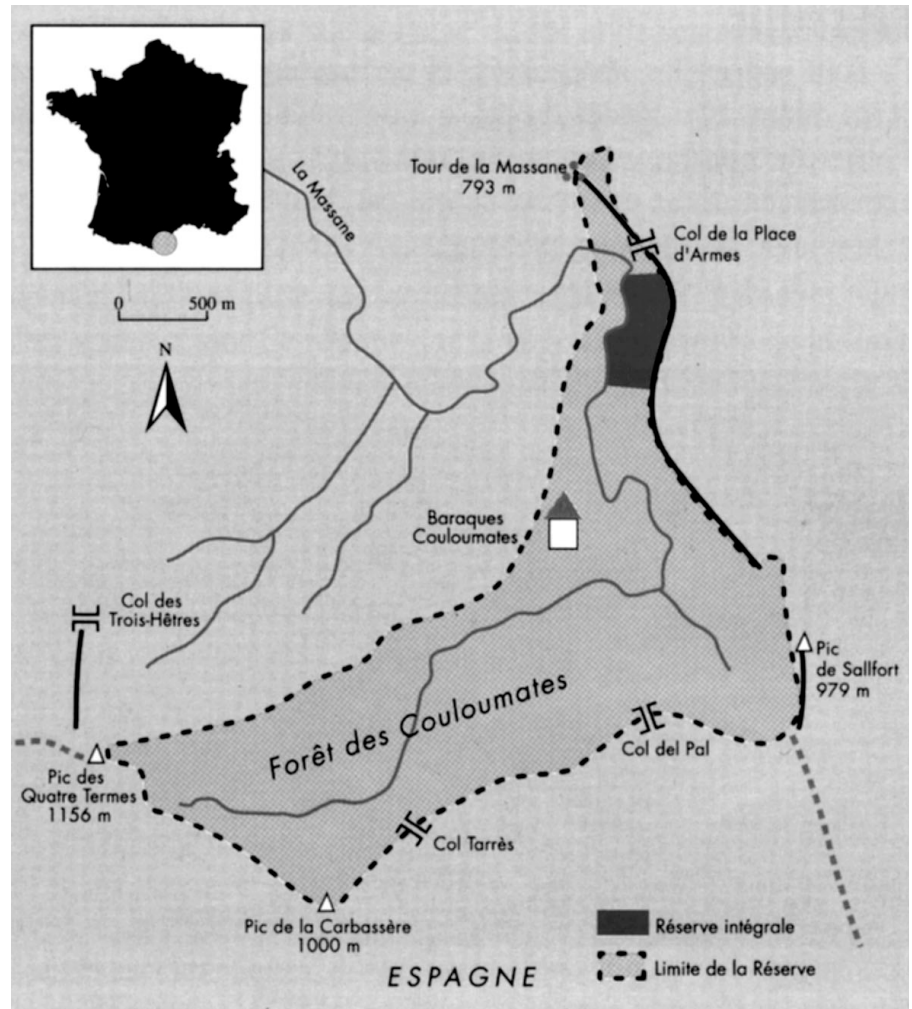 La Massane
Tour de la Massane
793 m
Col de la Place
d'Armes
0 500 m
N
Baraques
Couloumates
Col des
Trois-Hêtres
Pic
de Sallfort
979 m
Forêt des Couloumates
Col del Pal
Pic des
Quatre Termes
1156 m
Col Tarrès
Pic de la Carbassère
1000 m
Réserve intégrale
Limite de la Réserve
ESPAGNE